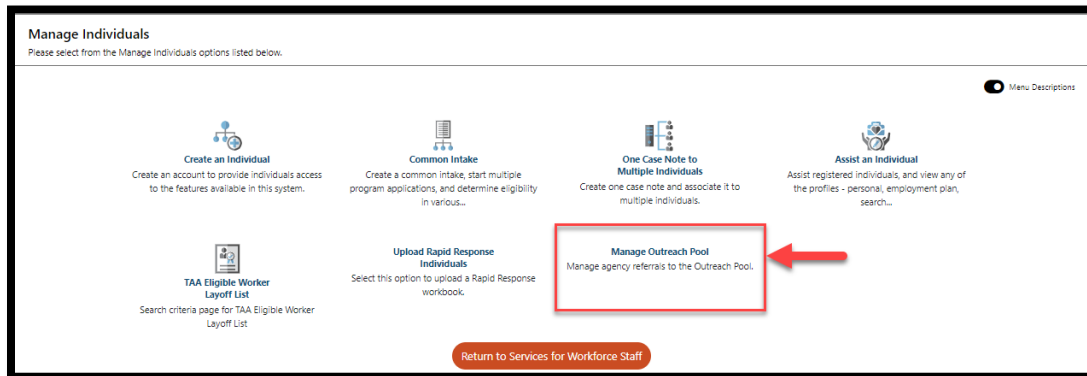 Manage Individuals
Please select from the Manage Individuals options listed below.
Menu Descriptions
Create an Individual
Create an account to provide individuals access
to the features available in this system.
Common Intake
Create a common intake, start multiple
program applications, and determine eligibility
in various...
One Case Note to
Multiple Individuals
Create one case note and associate it to
multiple individuals.
Assist an Individual
Assist registered individuals, and view any of
the profiles - personal, employment plan,
search...
TAA Eligible Worker
Layoff List
Search criteria page for TAA Eligible Worker
Layoff List
Upload Rapid Response
Individuals
Select this option to upload a Rapid Response
workbook.
Manage Outreach Pool
Manage agency referrals to the Outreach Pool.
Return to Services for Workforce Staff